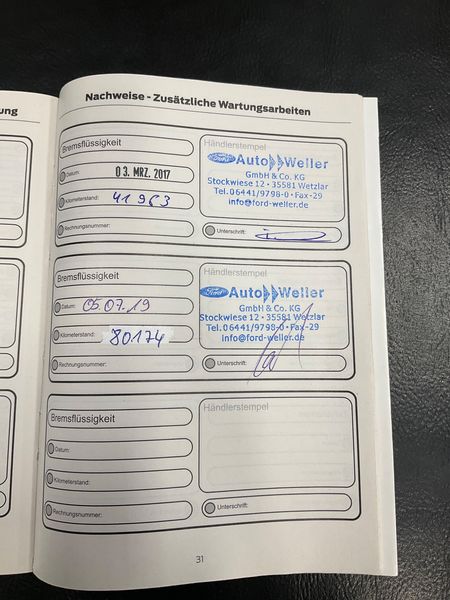 ung
Nachweise - Zusätzliche Wartungsarbeiten
Bremsflüssigkeit
Datum: 03. MRZ. 2017
Kilometerstand: 41963
Rechnungsnummer:
Händlerstempel
Ford Auto Weller
GmbH & Co. KG
Stockwiese 12 • 35581 Wetzlar
Tel. 06441/9798-0 • Fax -29
info@ford-weller.de
Unterschrift:
Bremsflüssigkeit
Datum: 05.07.19
Kilometerstand: 80174
Rechnungsnummer:
Händlerstempel
Ford Auto Weller
GmbH & Co. KG
Stockwiese 12 • 35581 Wetzlar
Tel. 06441/9798-0 • Fax -29
info@ford-weller.de
Unterschrift:
Bremsflüssigkeit
Datum:
Kilometerstand:
Rechnungsnummer:
Händlerstempel
Unterschrift:
31